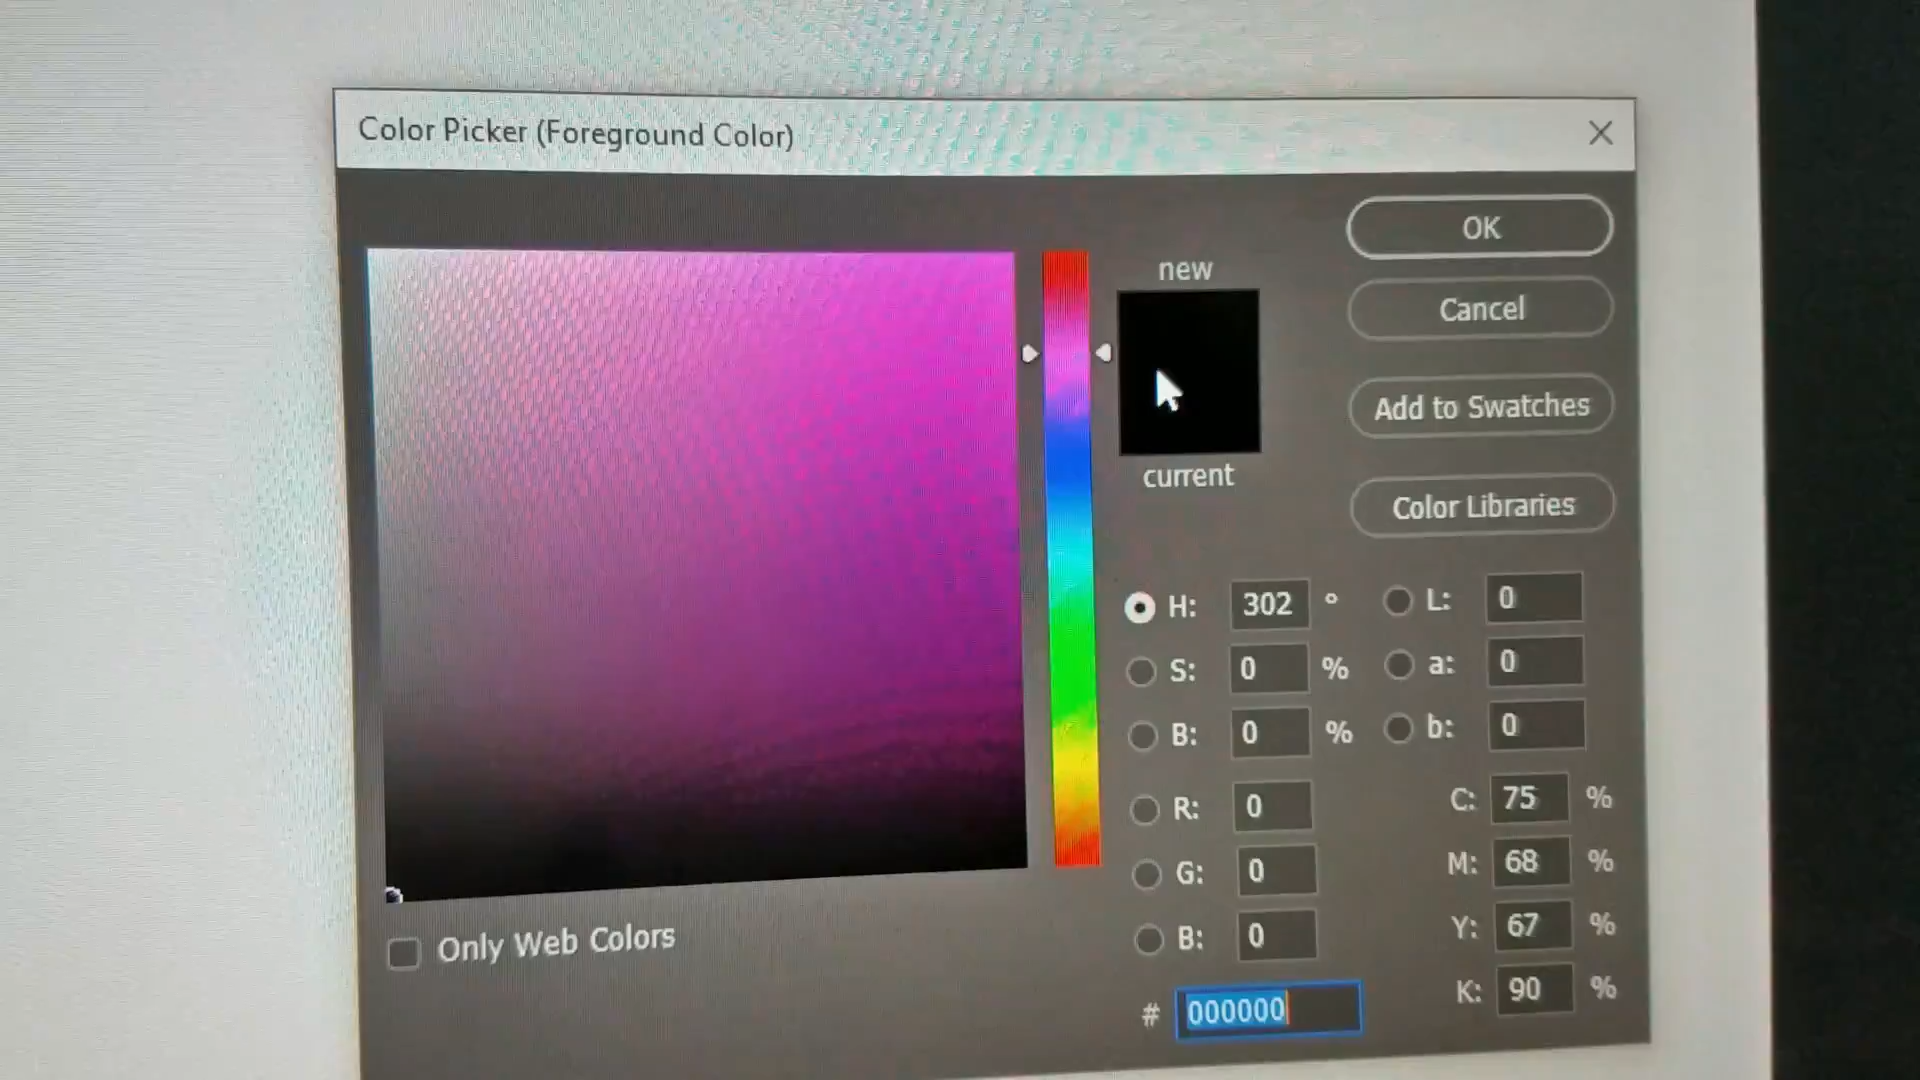 Color Picker (Foreground Color)
OK
new
Cancel
Add to Swatches
current
Color Libraries
H: 302 °
L: 0
S: 0 %
a: 0
B: 0 %
b: 0
R: 0
C: 75 %
G: 0
M: 68 %
B: 0
Y: 67 %
Only Web Colors
# 000000
K: 90 %